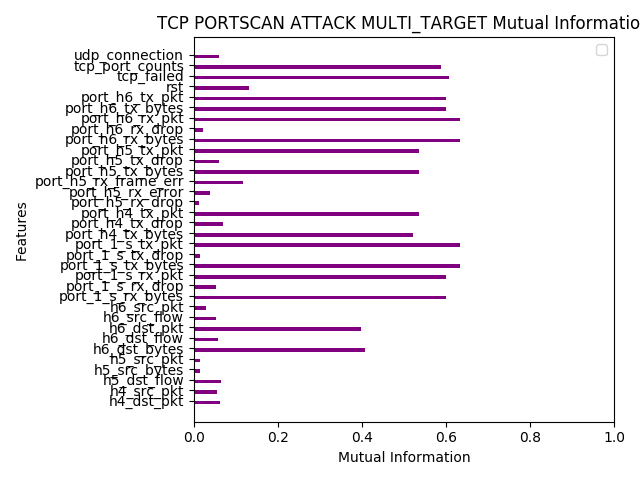 TCP PORTSCAN ATTACK MULTI_TARGET Mutual Informatio
udp_connection
tcp_port_counts
tcp_failed
rst
port_h6_tx_pkt
port_h6_tx_bytes
port_h6_rx_pkt
port_h6_rx_drop
port_h6_rx_bytes
port_h5_tx_pkt
port_h5_tx_drop
port_h5_tx_bytes
port_h5_rx_frame_err
port_h5_rx_error
port_h5_rx_drop
port_h4_tx_pkt
port_h4_tx_drop
port_h4_tx_bytes
port_1_s_tx_pkt
port_1_s_tx_drop
port_1_s_tx_bytes
port_1_s_rx_pkt
port_1_s_rx_drop
port_1_s_rx_bytes
h6_src_pkt
h6_src_flow
h6_dst_pkt
h6_dst_flow
h6_dst_bytes
h5_src_pkt
h5_src_bytes
h5_dst_flow
h4_src_pkt
h4_dst_pkt
Features
0.0 0.2 0.4 0.6 0.8 1.0
Mutual Information